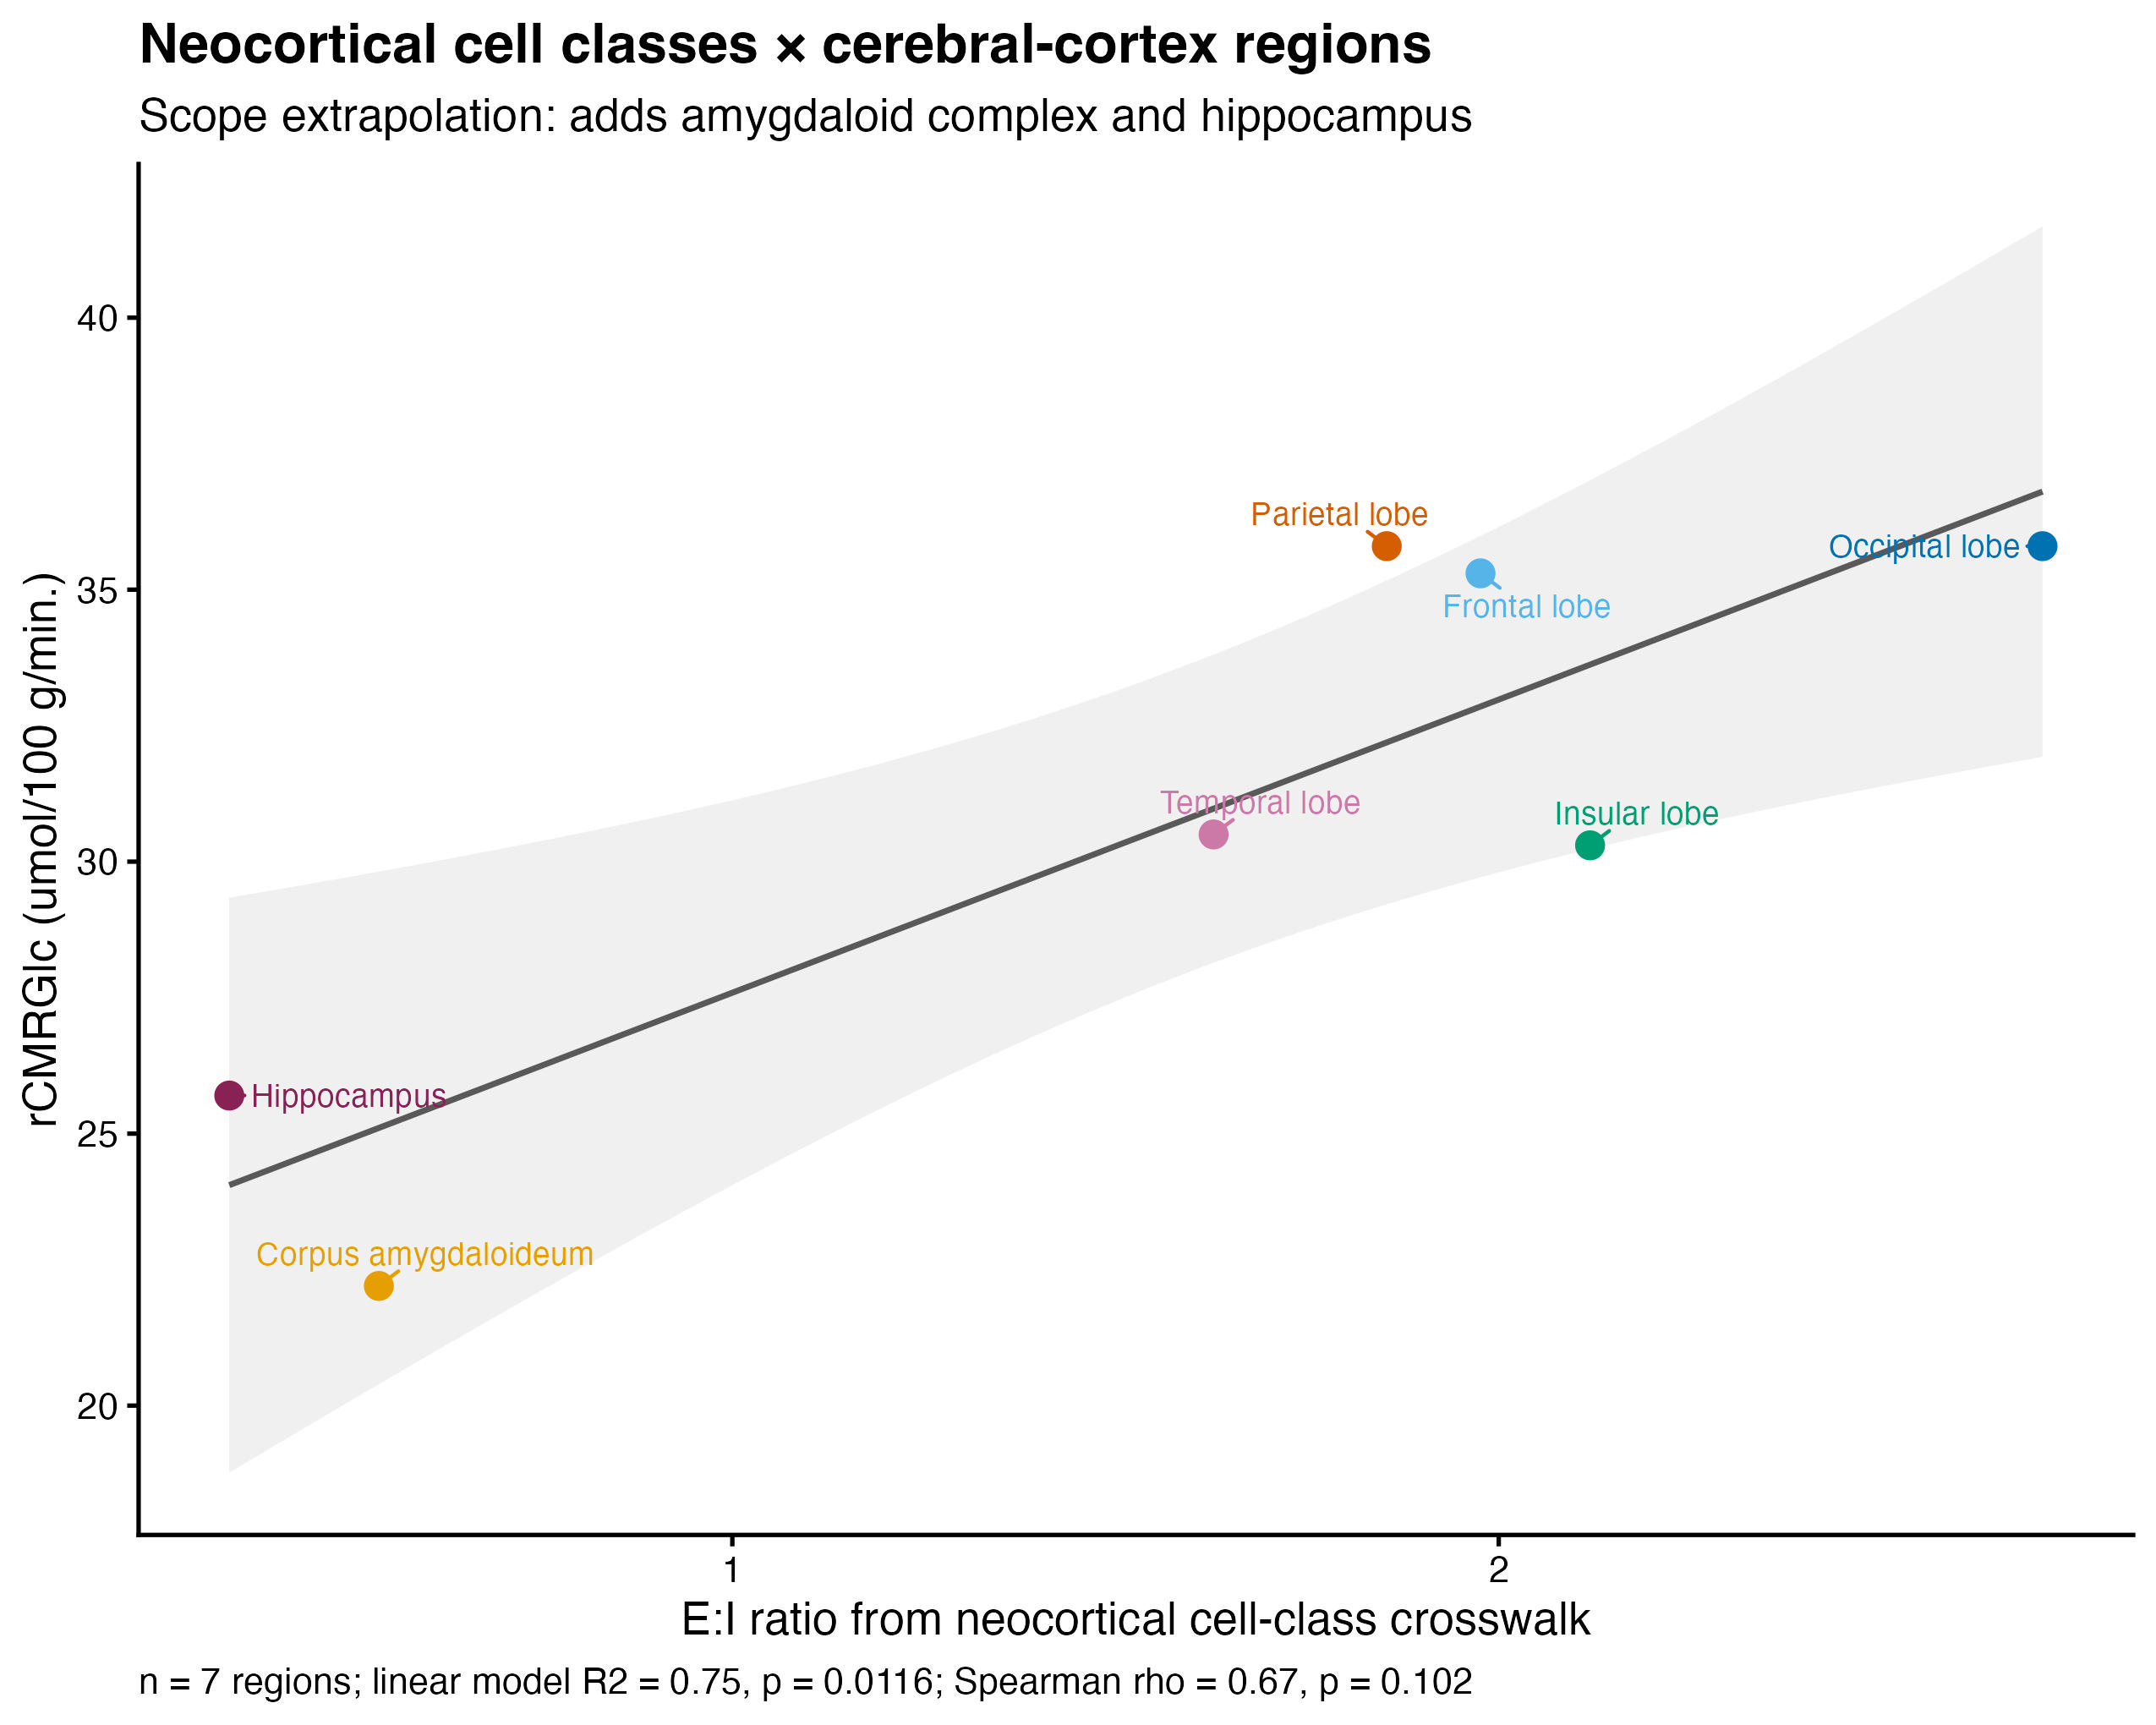 Neocortical cell classes × cerebral-cortex regions
Scope extrapolation: adds amygdaloid complex and hippocampus
rCMRGlc (umol/100 g/min.)
40
35
30
25
20
Parietal lobe
Occipital lobe
Frontal lobe
Temporal lobe
Insular lobe
Hippocampus
Corpus amygdaloideum
1
2
E:I ratio from neocortical cell-class crosswalk
n = 7 regions; linear model R2 = 0.75, p = 0.0116; Spearman rho = 0.67, p = 0.102